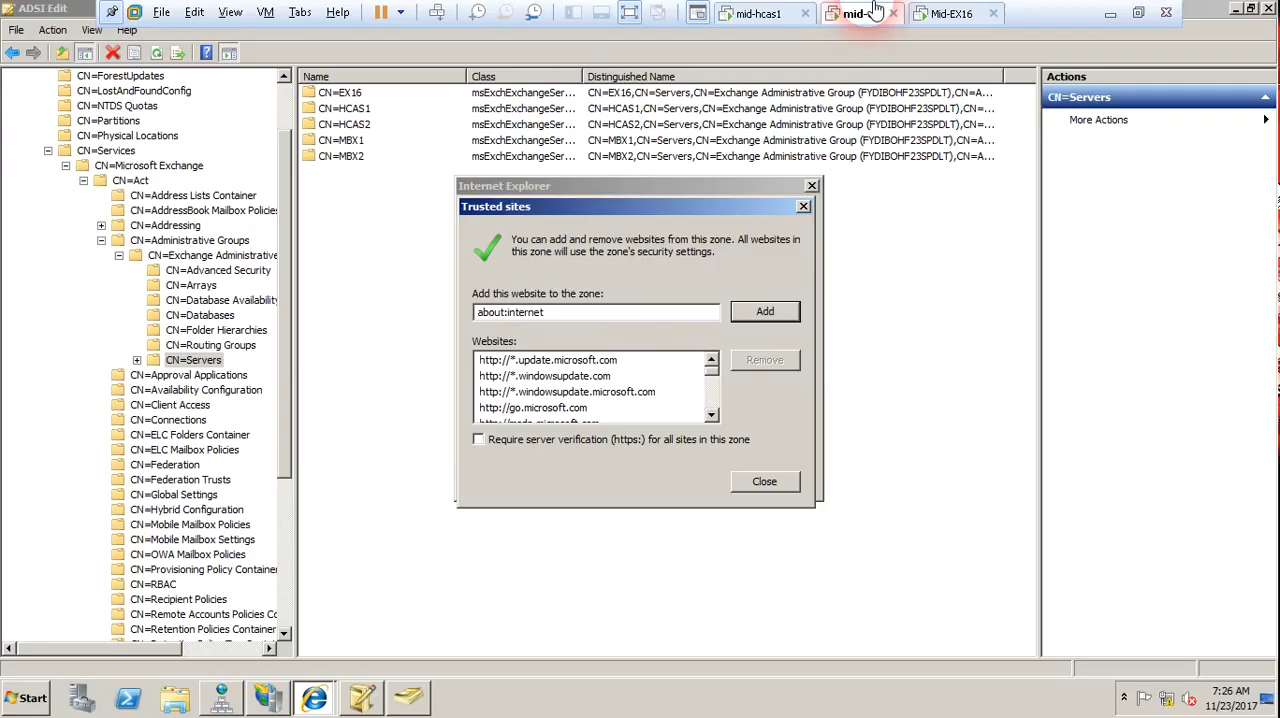 ADSI Edit
File Edit View VM Tabs Help
mid-hcas1
Mid-EX16
File Action View Help
CN=ForestUpdates
CN=LostAndFoundConfig
CN=NTDS Quotas
CN=Partitions
CN=Physical Locations
CN=Services
CN=Microsoft Exchange
CN=Act
CN=Address Lists Container
CN=AddressBook Mailbox Policies
CN=Addressing
CN=Administrative Groups
CN=Exchange Administrative
CN=Advanced Security
CN=Arrays
CN=Database Availability
CN=Databases
CN=Folder Hierarchies
CN=Routing Groups
CN=Servers
CN=Approval Applications
CN=Availability Configuration
CN=Client Access
CN=Connections
CN=ELC Folders Container
CN=ELC Mailbox Policies
CN=Federation
CN=Federation Trusts
CN=Global Settings
CN=Hybrid Configuration
CN=Mobile Mailbox Policies
CN=Mobile Mailbox Settings
CN=OWA Mailbox Policies
CN=Provisioning Policy Container
CN=RBAC
CN=Recipient Policies
CN=Remote Accounts Policies Co
CN=Retention Policies Container
Name Class Distinguished Name
CN=EX16 msExchExchangeSer... CN=EX16,CN=Servers,CN=Exchange Administrative Group (FYDIBOHF23SPDLT),CN=A...
CN=HCAS1 msExchExchangeSer... CN=HCAS1,CN=Servers,CN=Exchange Administrative Group (FYDIBOHF23SPDLT),CN=...
CN=HCAS2 msExchExchangeSer... CN=HCAS2,CN=Servers,CN=Exchange Administrative Group (FYDIBOHF23SPDLT),CN=...
CN=MBX1 msExchExchangeSer... CN=MBX1,CN=Servers,CN=Exchange Administrative Group (FYDIBOHF23SPDLT),CN=A...
CN=MBX2 msExchExchangeSer... CN=MBX2,CN=Servers,CN=Exchange Administrative Group (FYDIBOHF23SPDLT),CN=A...
Internet Explorer
Trusted sites
You can add and remove websites from this zone. All websites in
this zone will use the zone's security settings.
Add this website to the zone:
about:internet
Add
Websites:
http://*.update.microsoft.com
http://*.windowsupdate.com
http://*.windowsupdate.microsoft.com
http://go.microsoft.com
Remove
Require server verification (https:) for all sites in this zone
Close
Actions
CN=Servers
More Actions
Start
7:26 AM
11/23/2017